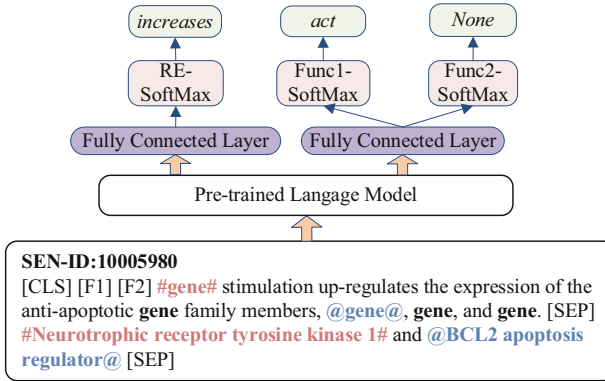 increases act None
RE-SoftMax Func1-SoftMax Func2-SoftMax
Fully Connected Layer Fully Connected Layer
Pre-trained Langage Model
SEN-ID:10005980
[CLS] [F1] [F2] #gene# stimulation up-regulates the expression of the
anti-apoptotic gene family members, @gene@, gene, and gene. [SEP]
#Neurotrophic receptor tyrosine kinase 1# and @BCL2 apoptosis
regulator@ [SEP]